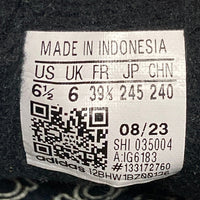 MADE IN INDONESIA
US UK FR JP CHN
6½ 6 39⅓ 245 240
08/23
SHI 035004
A:IG6183
#133172760
adidas 12BHW1BZ00126